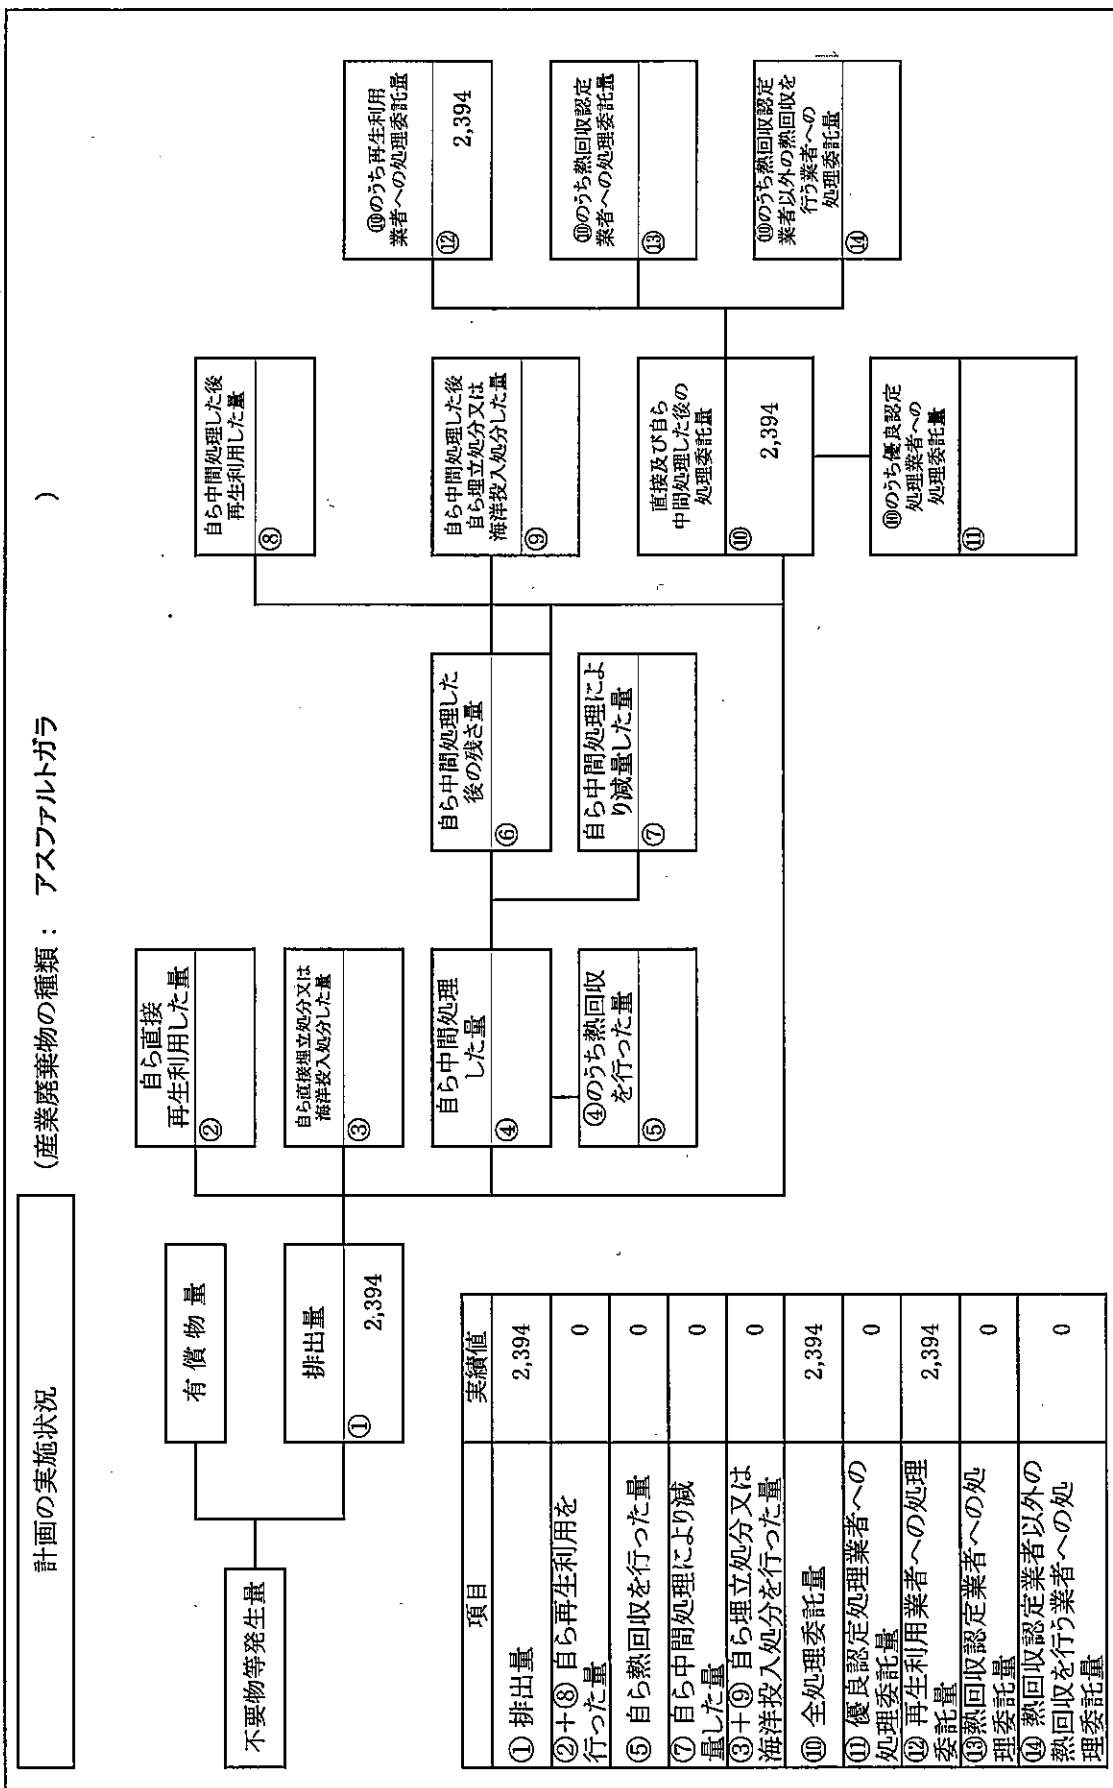 計画の実施状況
(産業廃棄物の種類： アスファルトガラ )
不要物等発生量
有 償 物 量
排出量
①
2,394
自ら直接
再生利用した量
②
自ら直接埋立処分又は
海洋投入処分した量
③
自ら中間処理
した量
④
④のうち熱回収
を行った量
⑤
自ら中間処理した
後の残さ量
⑥
自ら中間処理によ
り減量した量
⑦
自ら中間処理した後
再生利用した量
⑧
自ら中間処理した後
自ら埋立処分又は
海洋投入処分した量
⑨
直接及び自ら
中間処理した後の
処理委託量
⑩
2,394
⑩のうち優良認定
処理業者への
処理委託量
⑪
⑩のうち再生利用
業者への処理委託量
⑫
2,394
⑩のうち熱回収認定
業者への処理委託量
⑬
⑩のうち熱回収認定
業者以外の熱回収を
行う業者への
処理委託量
⑭
項目 実績値
① 排出量 2,394
②＋⑧ 自ら再生利用を
行った量 0
⑤ 自ら熱回収を行った量 0
⑦ 自ら中間処理により減
量した量 0
③＋⑨ 自ら埋立処分又は
海洋投入処分を行った量 0
⑩ 全処理委託量 2,394
⑪ 優良認定処理業者への
処理委託量 0
⑫ 再生利用業者への処理
委託量 2,394
⑬熱回収認定業者への処
理委託量 0
⑭ 熱回収認定業者以外の
熱回収を行う業者への処
理委託量 0